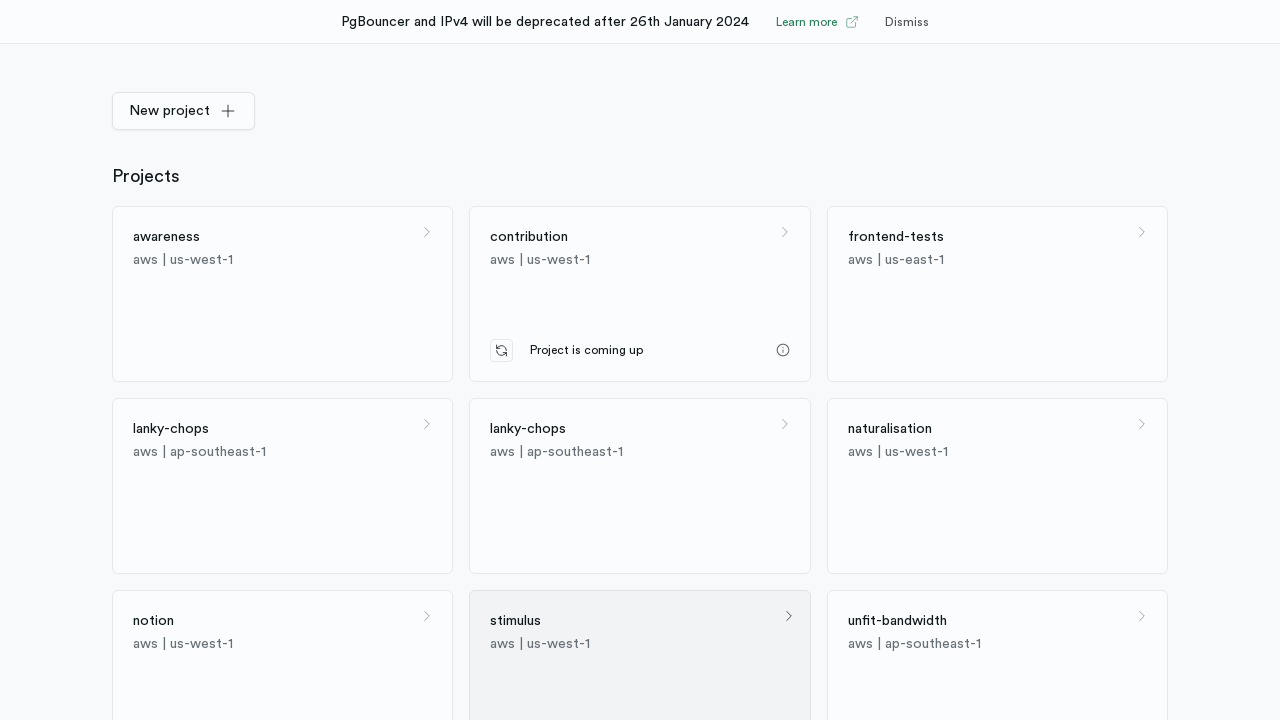 PgBouncer and IPv4 will be deprecated after 26th January 2024 Learn more Dismiss
New project
Projects
awareness
aws | us-west-1
contribution
aws | us-west-1
Project is coming up
frontend-tests
aws | us-east-1
lanky-chops
aws | ap-southeast-1
lanky-chops
aws | ap-southeast-1
naturalisation
aws | us-west-1
notion
aws | us-west-1
stimulus
aws | us-west-1
unfit-bandwidth
aws | ap-southeast-1